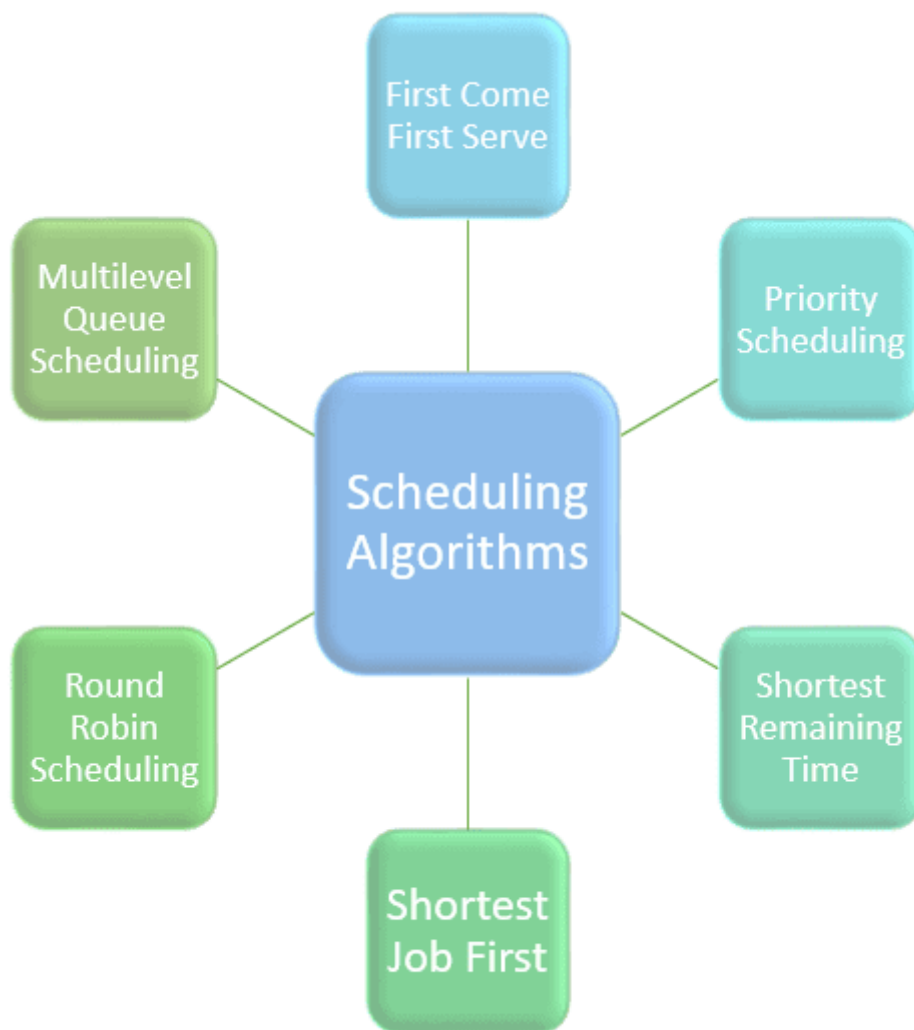 First Come
First Serve
Multilevel
Queue
Scheduling
Priority
Scheduling
Scheduling
Algorithms
Round
Robin
Scheduling
Shortest
Remaining
Time
Shortest
Job First